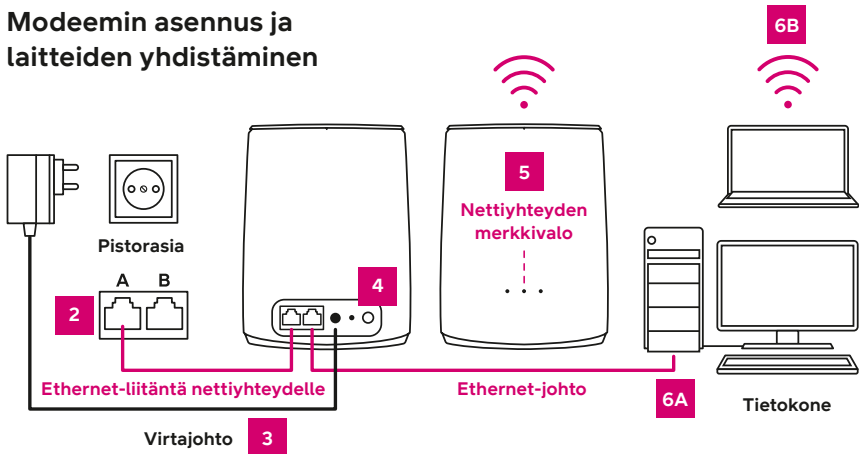 Modeemin asennus ja
laitteiden yhdistäminen
6B
5
Nettiyhteyden
merkkivalo
Pistorasia
A B
2
4
Ethernet-liitäntä nettiyhteydelle
Ethernet-johto
6A
Tietokone
Virtajohto 3